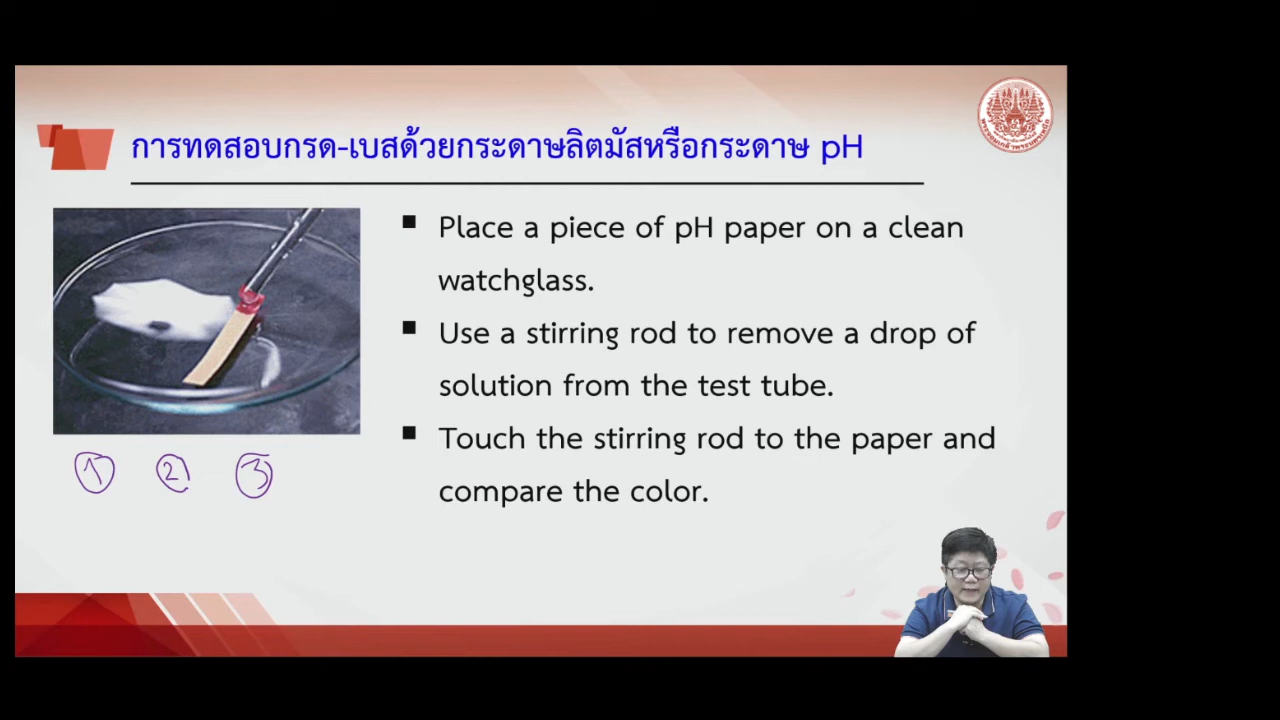 การทดสอบกรด-เบสด้วยกระดาษลิตมัสหรือกระดาษ pH
▪ Place a piece of pH paper on a clean
watchglass.
▪ Use a stirring rod to remove a drop of
solution from the test tube.
▪ Touch the stirring rod to the paper and
compare the color.
① ② ③